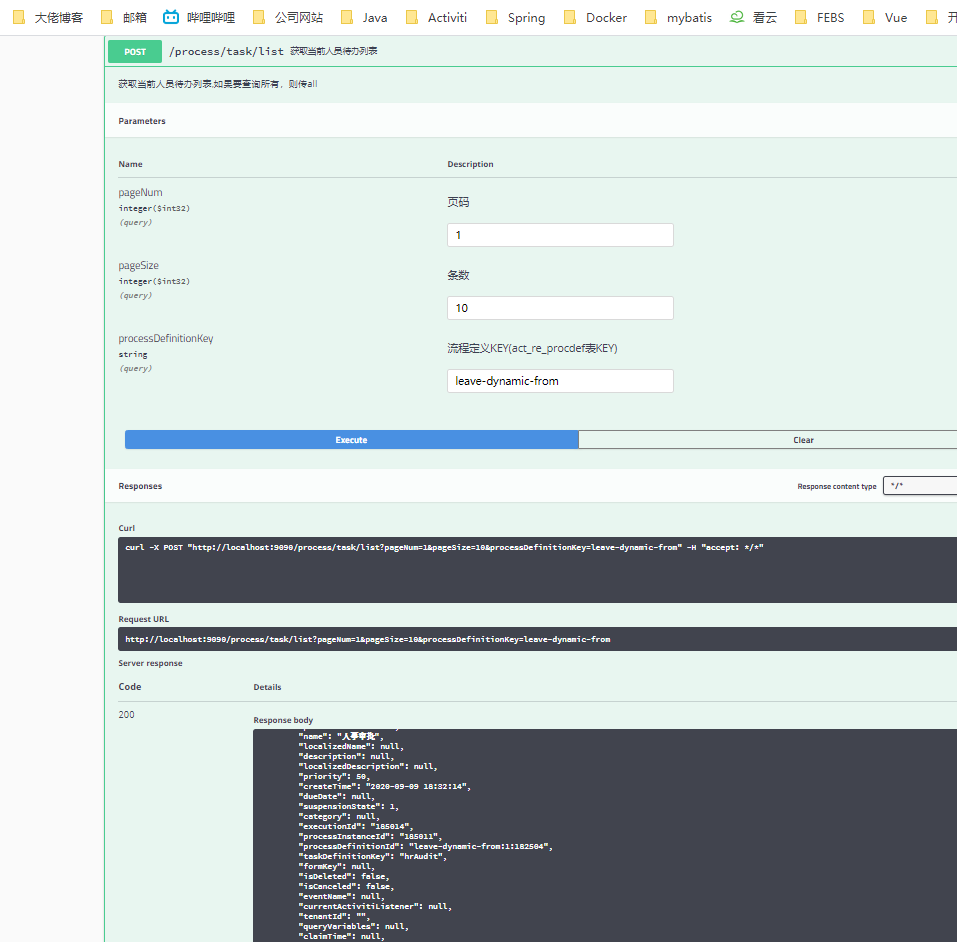 大佬博客 邮箱 哔哩哔哩 公司网站 Java Activiti Spring Docker mybatis 看云 FEBS Vue 开
POST /process/task/list 获取当前人员待办列表
获取当前人员待办列表,如果要查询所有，则传all
Parameters
Name Description
pageNum
integer($int32)
(query)
页码
1
pageSize
integer($int32)
(query)
条数
10
processDefinitionKey
string
(query)
流程定义KEY(act_re_procdef表KEY)
leave-dynamic-from
Execute Clear
Responses Response content type */*
Curl
curl -X POST "http://localhost:9090/process/task/list?pageNum=1&pageSize=10&processDefinitionKey=leave-dynamic-from" -H "accept: */*"
Request URL
http://localhost:9090/process/task/list?pageNum=1&pageSize=10&processDefinitionKey=leave-dynamic-from
Server response
Code Details
200
Response body
"name": "人事审批",
"localizedName": null,
"description": null,
"localizedDescription": null,
"priority": 50,
"createTime": "2020-09-09 18:32:14",
"dueDate": null,
"suspensionState": 1,
"category": null,
"executionId": "185014",
"processInstanceId": "185011",
"processDefinitionId": "leave-dynamic-from:1:182504",
"taskDefinitionKey": "hrAudit",
"formKey": null,
"isDeleted": false,
"isCanceled": false,
"eventName": null,
"currentActivitiListener": null,
"tenantId": "",
"queryVariables": null,
"claimTime": null,